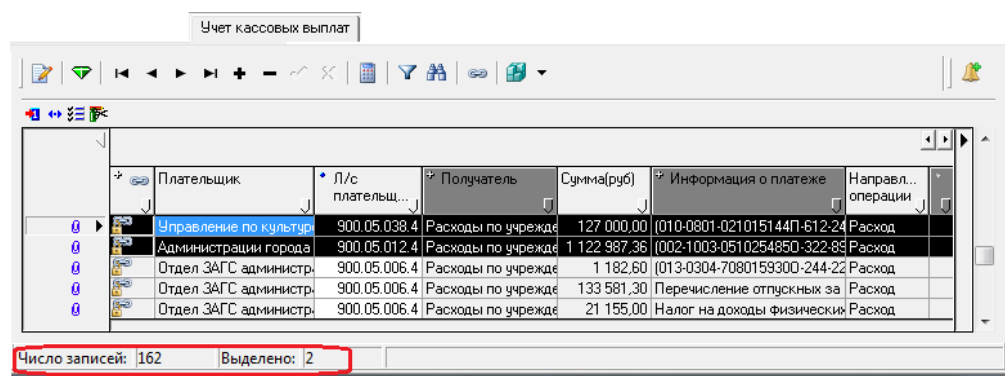 Учет кассовых выплат
Плательщик Л/с плательщ... Получатель Сумма(руб) Информация о платеже Направл... операции
Управление по культур 900.05.038.4 Расходы по учрежде 127 000,00 (010-0801-021015144П-612-24 Расход
Администрации города 900.05.012.4 Расходы по учрежде 1 122 987,36 (002-1003-051025485О-322-89 Расход
Отдел ЗАГС администр 900.05.006.4 Расходы по учрежде 1 182,60 (013-0304-708015930О-244-22 Расход
Отдел ЗАГС администр 900.05.006.4 Расходы по учрежде 133 581,30 Перечисление отпускных за Расход
Отдел ЗАГС администр 900.05.006.4 Расходы по учрежде 21 155,00 Налог на доходы физических Расход
Число записей: 162 Выделено: 2